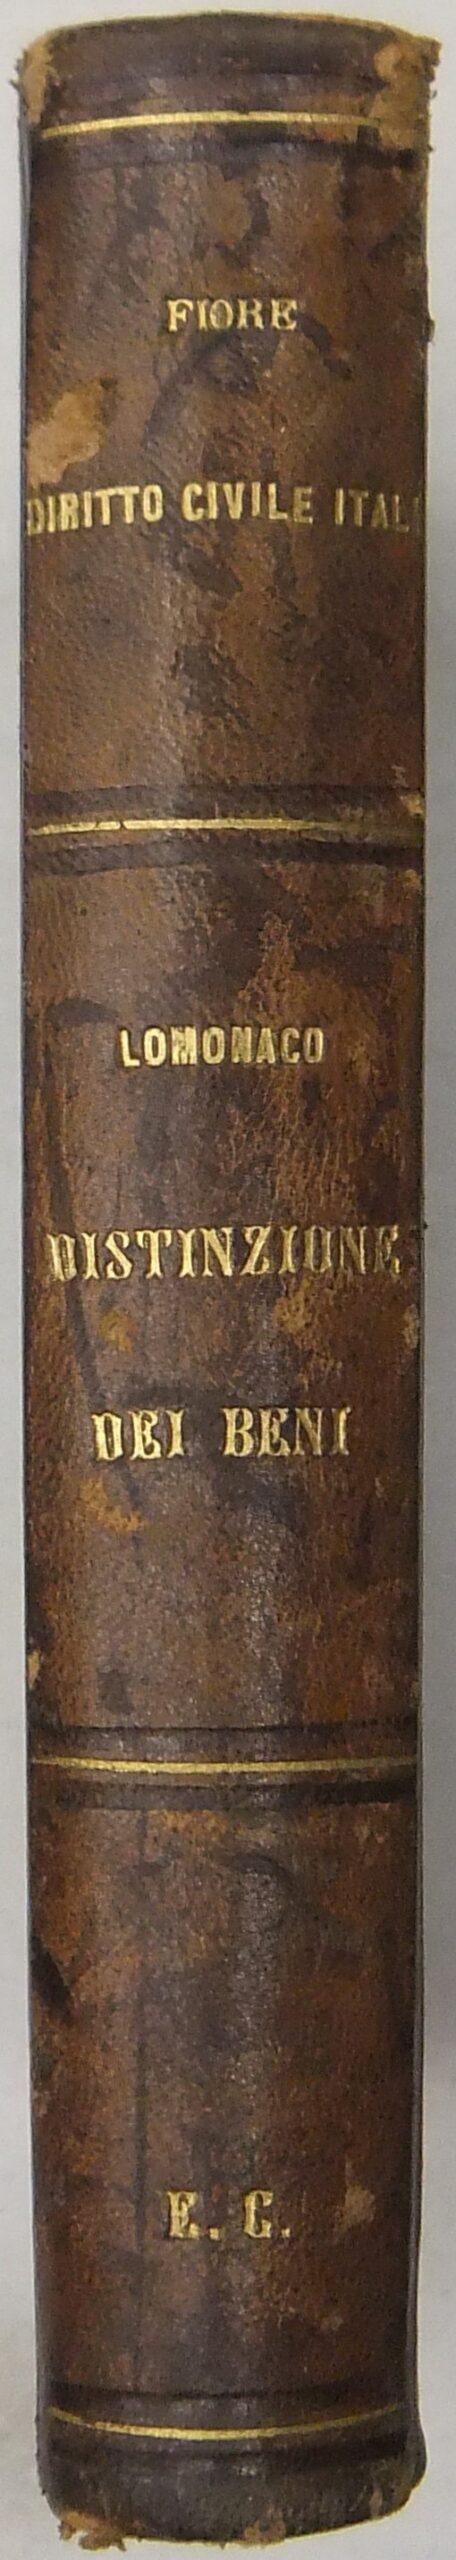 FIORE
DIRITTO CIVILE ITAL
LOMONACO
DISTINZIONE
DEI BENI
E. C.